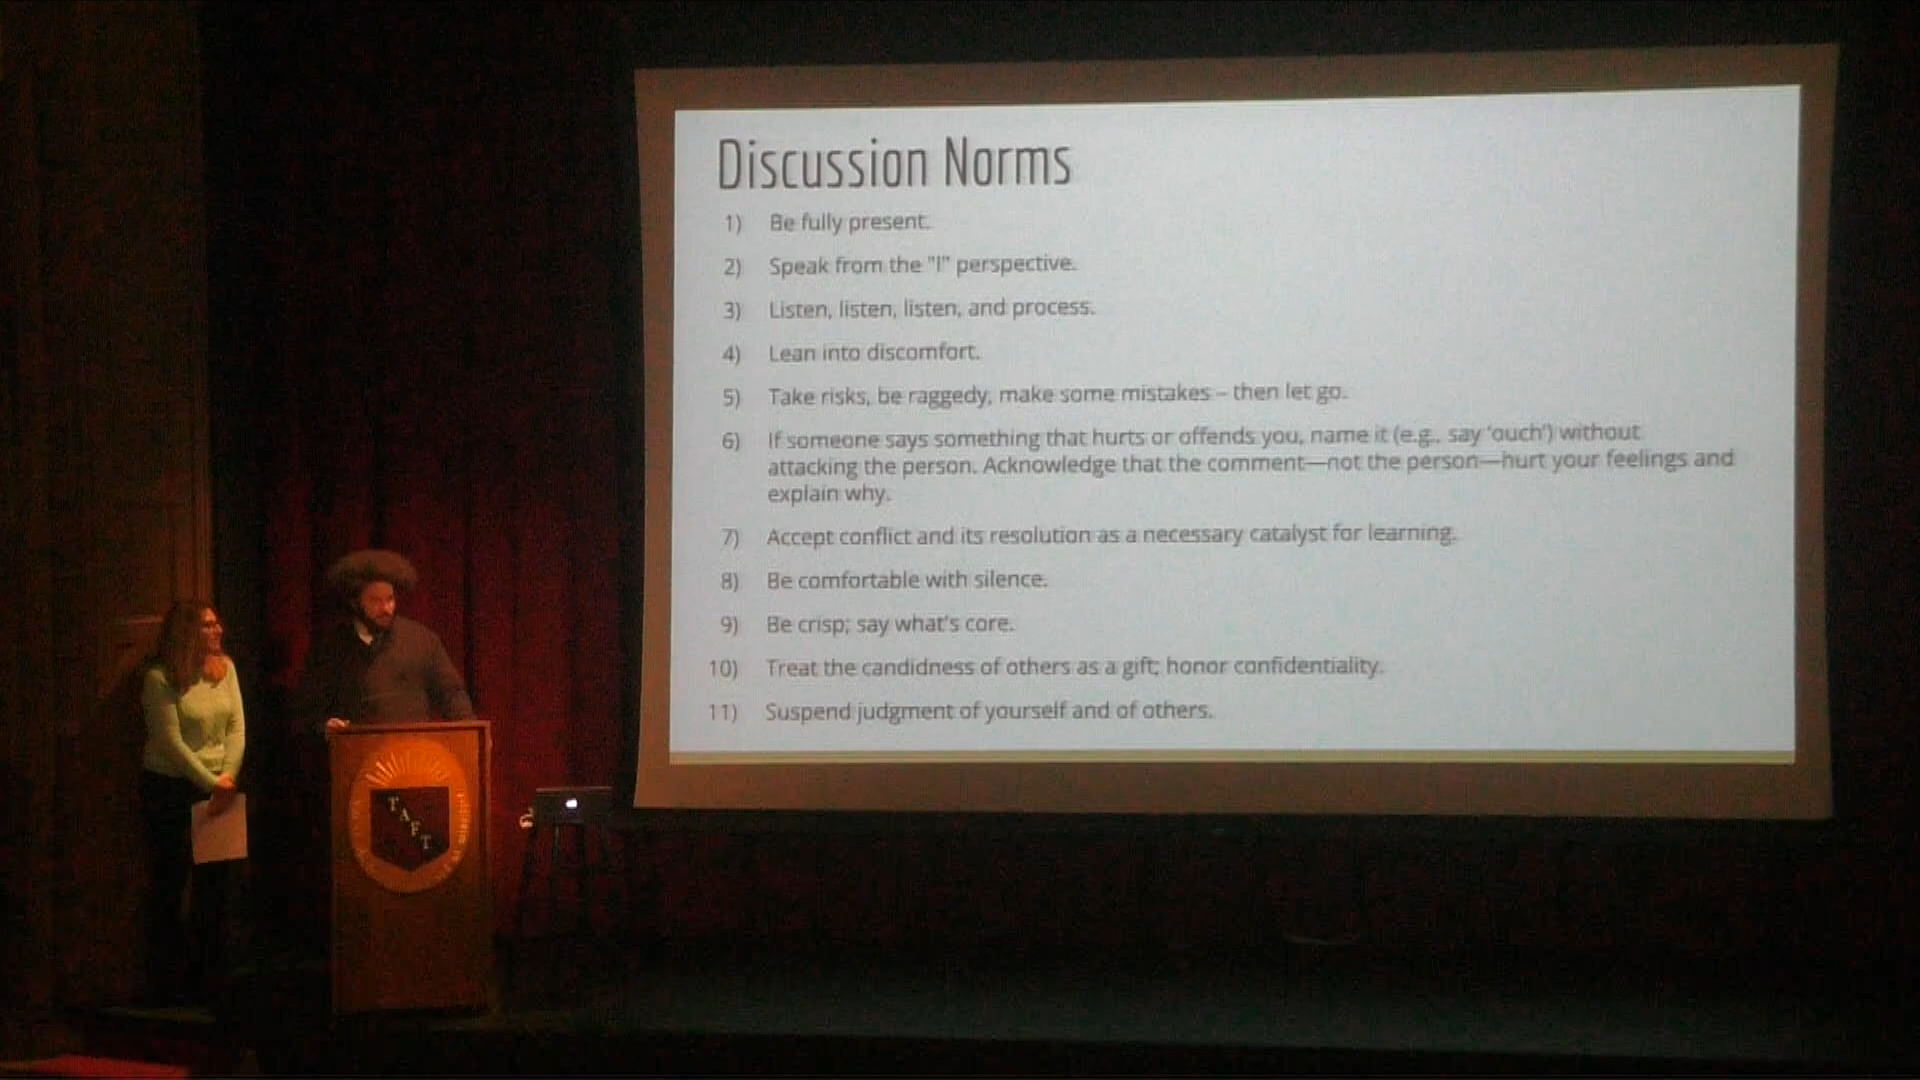 Discussion Norms
1) Be fully present.
2) Speak from the "I" perspective.
3) Listen, listen, listen, and process.
4) Lean into discomfort.
5) Take risks, be raggedy, make some mistakes – then let go.
6) If someone says something that hurts or offends you, name it (e.g., say 'ouch') without
attacking the person. Acknowledge that the comment—not the person—hurt your feelings and
explain why.
7) Accept conflict and its resolution as a necessary catalyst for learning.
8) Be comfortable with silence.
9) Be crisp; say what's core.
10) Treat the candidness of others as a gift; honor confidentiality.
11) Suspend judgment of yourself and of others.
TAFT